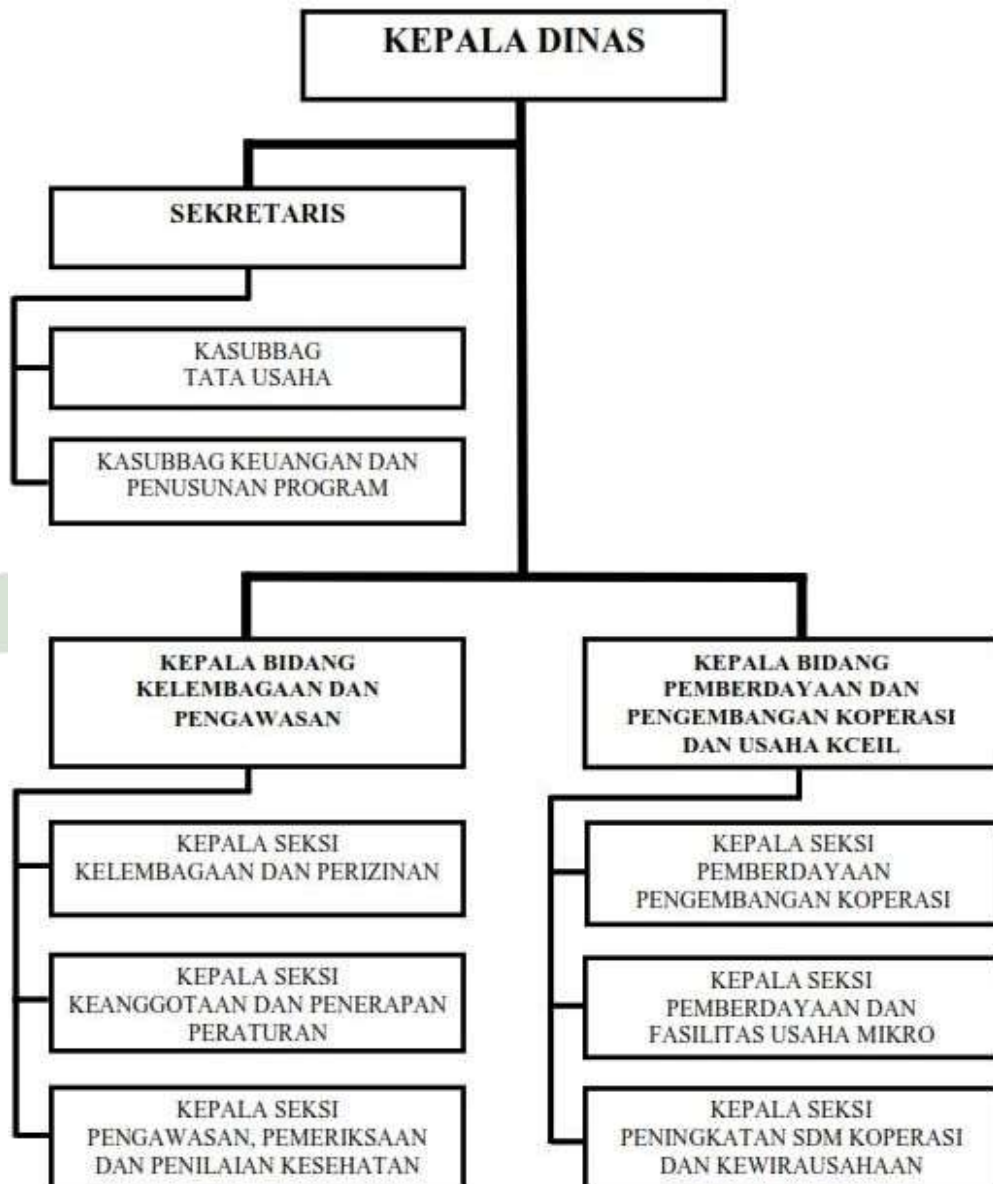 KEPALA DINAS
SEKRETARIS
KASUBBAG
TATA USAHA
KASUBBAG KEUANGAN DAN
PENUSUNAN PROGRAM
KEPALA BIDANG
KELEMBAGAAN DAN
PENGAWASAN
KEPALA SEKSI
KELEMBAGAAN DAN PERIZINAN
KEPALA SEKSI
KEANGGOTAAN DAN PENERAPAN
PERATURAN
KEPALA SEKSI
PENGAWASAN, PEMERIKSAAN
DAN PENILAIAN KESEHATAN
KEPALA BIDANG
PEMBERDAYAAN DAN
PENGEMBANGAN KOPERASI
DAN USAHA KCEIL
KEPALA SEKSI
PEMBERDAYAAN
PENGEMBANGAN KOPERASI
KEPALA SEKSI
PEMBERDAYAAN DAN
FASILITAS USAHA MIKRO
KEPALA SEKSI
PENINGKATAN SDM KOPERASI
DAN KEWIRAUSAHAAN